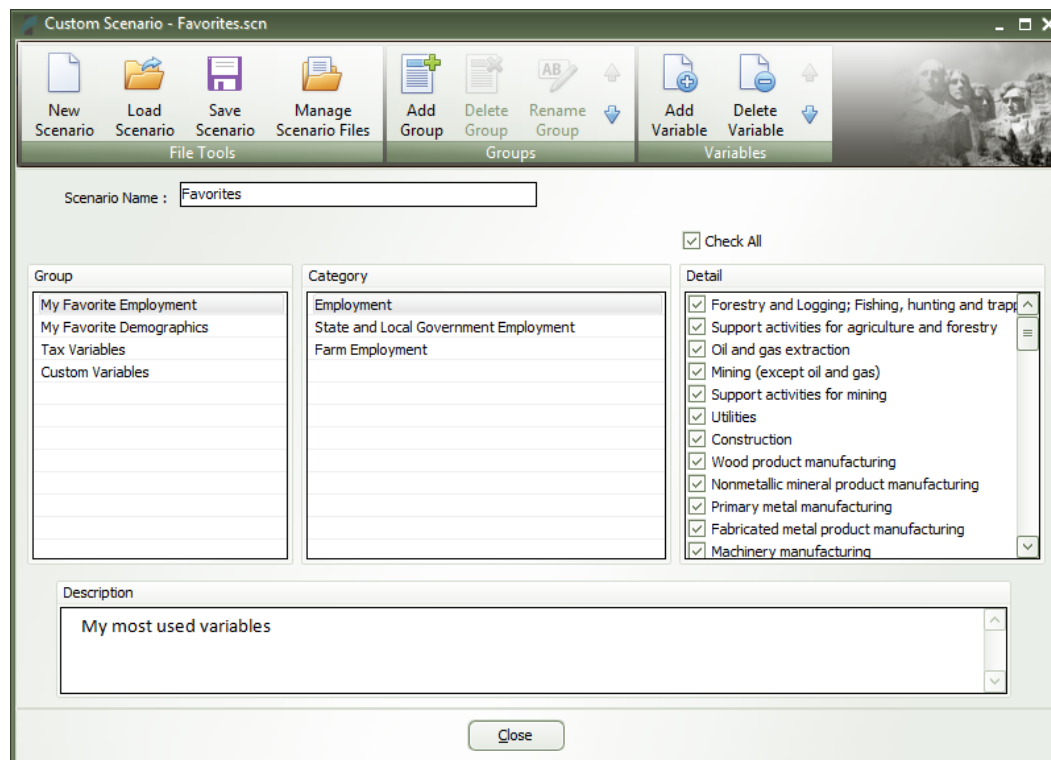 Custom Scenario - Favorites.scn
New Scenario
Load Scenario
Save Scenario
Manage Scenario Files
Add Group
Delete Group
AB
Rename Group
Add Variable
Delete Variable
File Tools
Groups
Variables
Scenario Name :
Favorites
Check All
Group
Category
Detail
My Favorite Employment
My Favorite Demographics
Tax Variables
Custom Variables
Employment
State and Local Government Employment
Farm Employment
Forestry and Logging; Fishing, hunting and trapp
Support activities for agriculture and forestry
Oil and gas extraction
Mining (except oil and gas)
Support activities for mining
Utilities
Construction
Wood product manufacturing
Nonmetallic mineral product manufacturing
Primary metal manufacturing
Fabricated metal product manufacturing
Machinery manufacturing
Description
My most used variables
Close